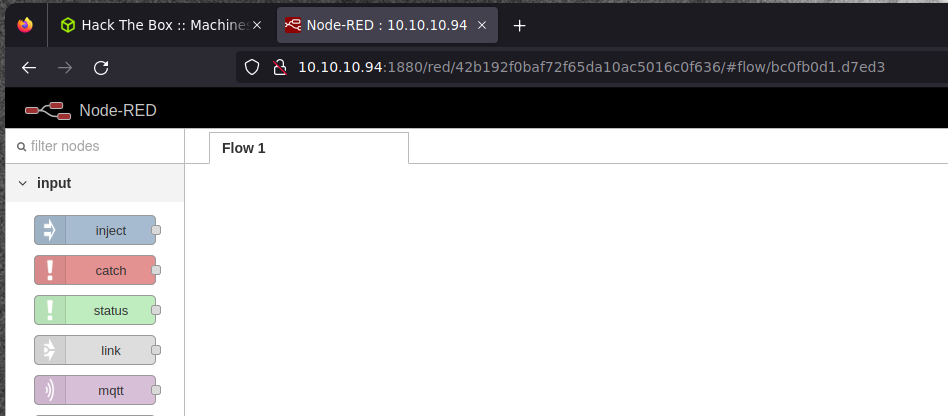 Hack The Box :: Machines
Node-RED : 10.10.10.94
10.10.10.94:1880/red/42b192f0baf72f65da10ac5016c0f636/#flow/bc0fb0d1.d7ed3
Node-RED
filter nodes
Flow 1
input
inject
catch
status
link
mqtt